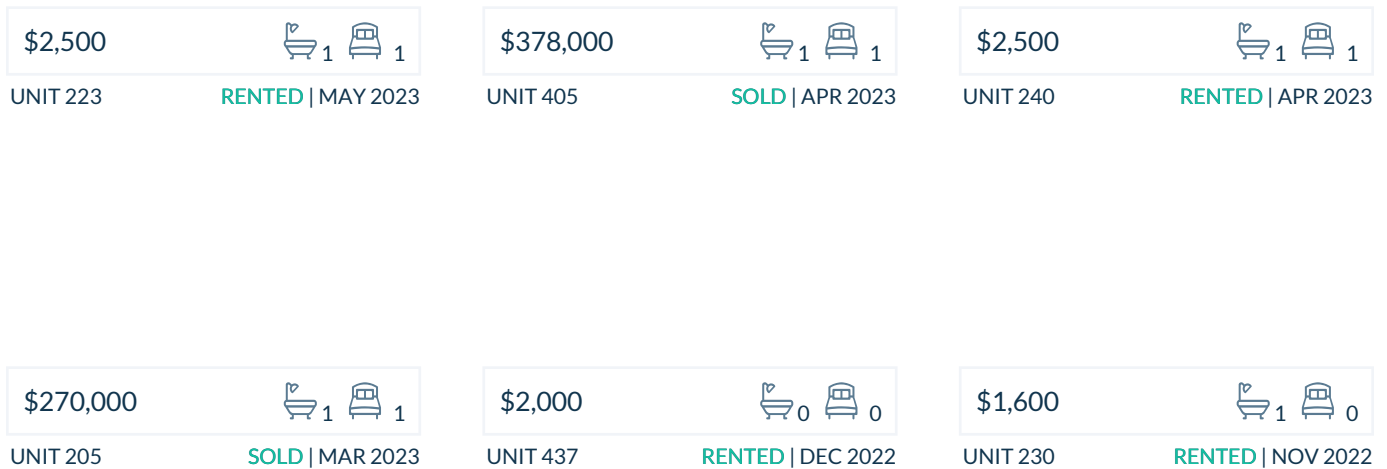 $2,500 1 1
UNIT 223 RENTED | MAY 2023
$378,000 1 1
UNIT 405 SOLD | APR 2023
$2,500 1 1
UNIT 240 RENTED | APR 2023
$270,000 1 1
UNIT 205 SOLD | MAR 2023
$2,000 0 0
UNIT 437 RENTED | DEC 2022
$1,600 1 0
UNIT 230 RENTED | NOV 2022